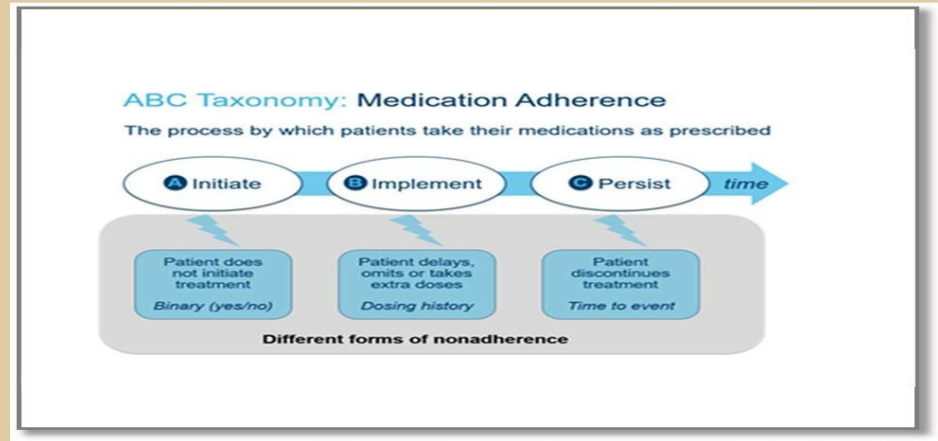 ABC Taxonomy: Medication Adherence
The process by which patients take their medications as prescribed
A Initiate
B Implement
C Persist
time
Patient does
not initiate
treatment
Binary (yes/no)
Patient delays,
omits or takes
extra doses
Dosing history
Patient
discontinues
treatment
Time to event
Different forms of nonadherence